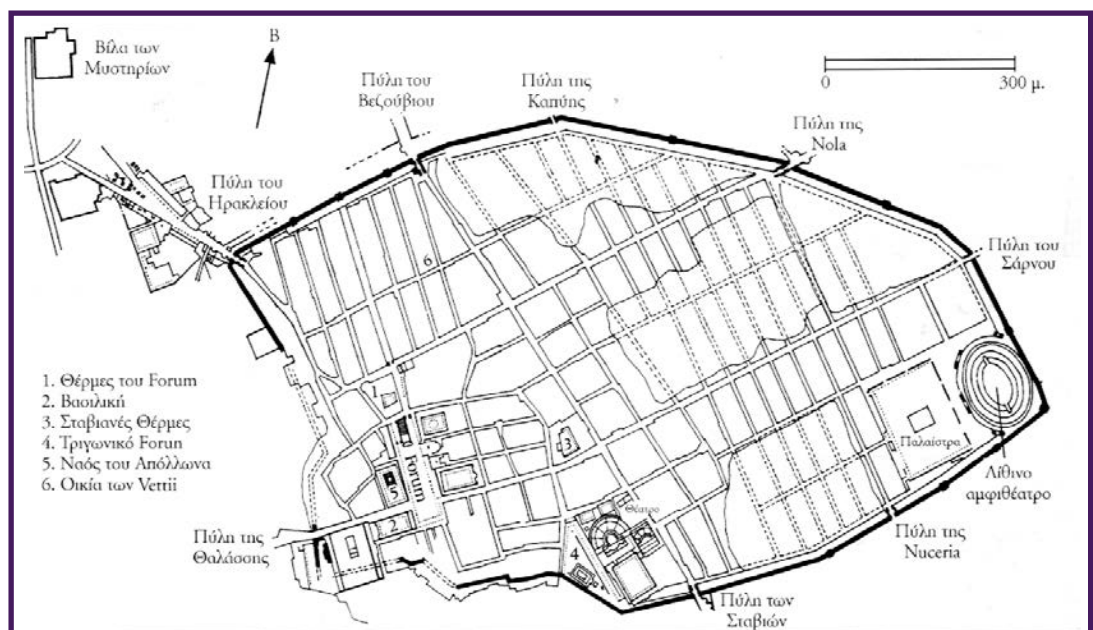 Βίλα των
Μυστηρίων
Β
0 300 μ.
Πύλη του
Βεζούβιου
Πύλη της
Καπύης
Πύλη της
Nola
Πύλη του
Ηρακλείου
Πύλη του
Σάρνου
6
1. Θέρμες του Forum
2. Βασιλική
3. Σταβιανές Θέρμες
4. Τριγωνικό Forun
5. Ναός του Απόλλωνα
6. Οικία των Vettii
1
3
Forum
5
2
Παλαίστρα
Λίθινο
αμφιθέατρο
Θέατρο
4
Πύλη της
Θαλάσσης
Πύλη της
Nuceria
Πύλη των
Σταβιών